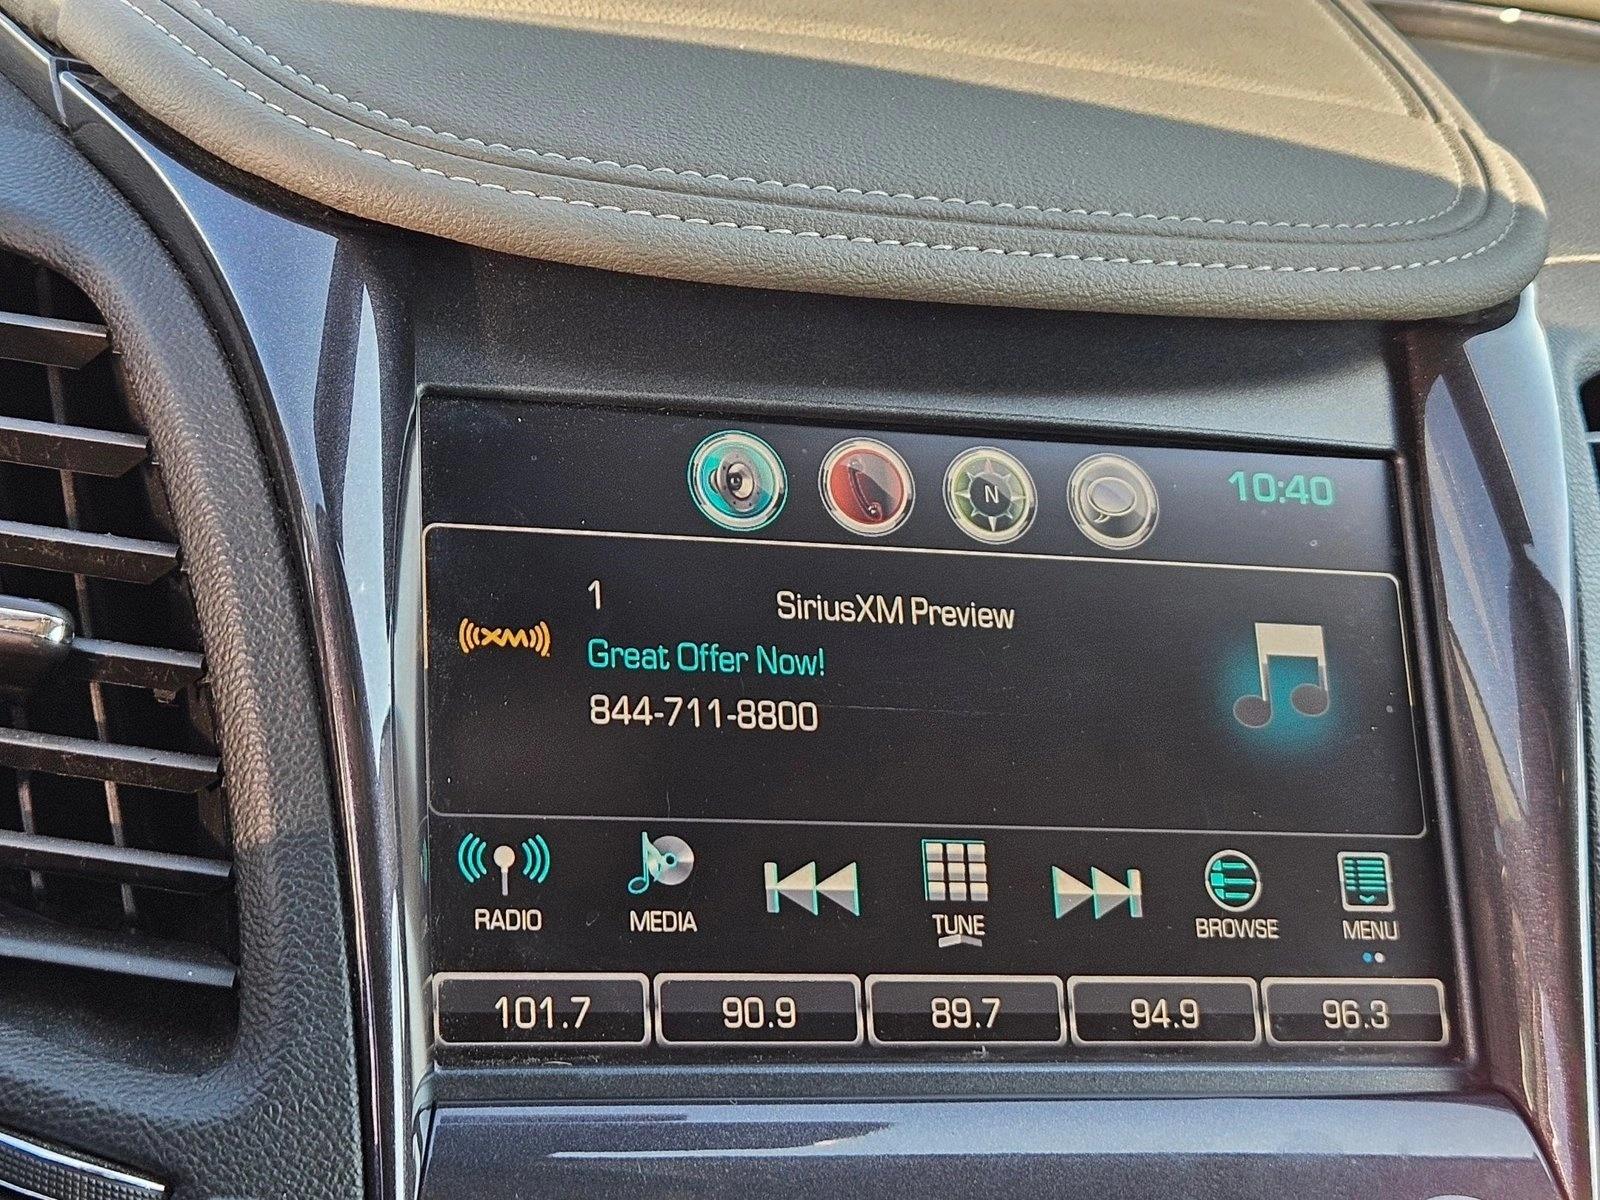 N
10:40
1
SiriusXM Preview
((XM))
Great Offer Now!
844-711-8800
RADIO
MEDIA
TUNE
BROWSE
MENU
101.7
90.9
89.7
94.9
96.3